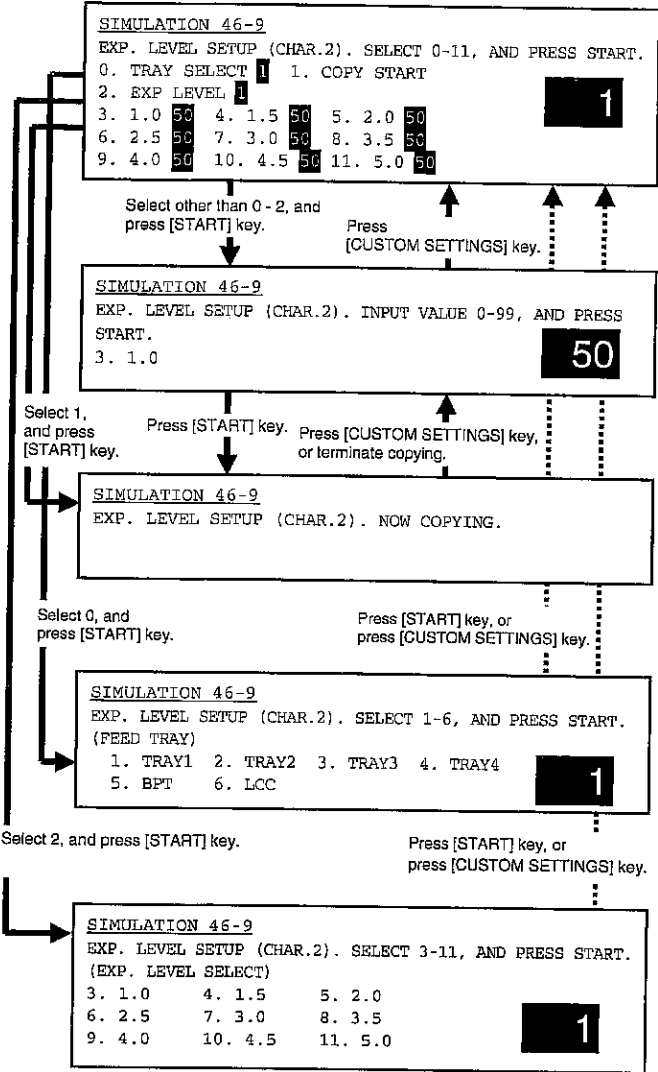 SIMULATION 46-9
EXP. LEVEL SETUP (CHAR.2). SELECT 0-11, AND PRESS START.
0. TRAY SELECT 1 1. COPY START
2. EXP LEVEL 1
1
3. 1.0 50 4. 1.5 50 5. 2.0 50
6. 2.5 50 7. 3.0 50 8. 3.5 50
9. 4.0 50 10. 4.5 50 11. 5.0 50
Select other than 0 - 2, and
press [START] key.
Press
[CUSTOM SETTINGS] key.
SIMULATION 46-9
EXP. LEVEL SETUP (CHAR.2). INPUT VALUE 0-99, AND PRESS
START.
3. 1.0
50
Select 1,
and press
[START] key.
Press [START] key.
Press [CUSTOM SETTINGS] key,
or terminate copying.
SIMULATION 46-9
EXP. LEVEL SETUP (CHAR.2). NOW COPYING.
Select 0, and
press [START] key.
Press [START] key, or
press [CUSTOM SETTINGS] key.
SIMULATION 46-9
EXP. LEVEL SETUP (CHAR.2). SELECT 1-6, AND PRESS START.
(FEED TRAY)
1. TRAY1 2. TRAY2 3. TRAY3 4. TRAY4
5. BPT 6. LCC
1
Select 2, and press [START] key.
Press [START] key, or
press [CUSTOM SETTINGS] key.
SIMULATION 46-9
EXP. LEVEL SETUP (CHAR.2). SELECT 3-11, AND PRESS START.
(EXP. LEVEL SELECT)
3. 1.0 4. 1.5 5. 2.0
6. 2.5 7. 3.0 8. 3.5
9. 4.0 10. 4.5 11. 5.0
1